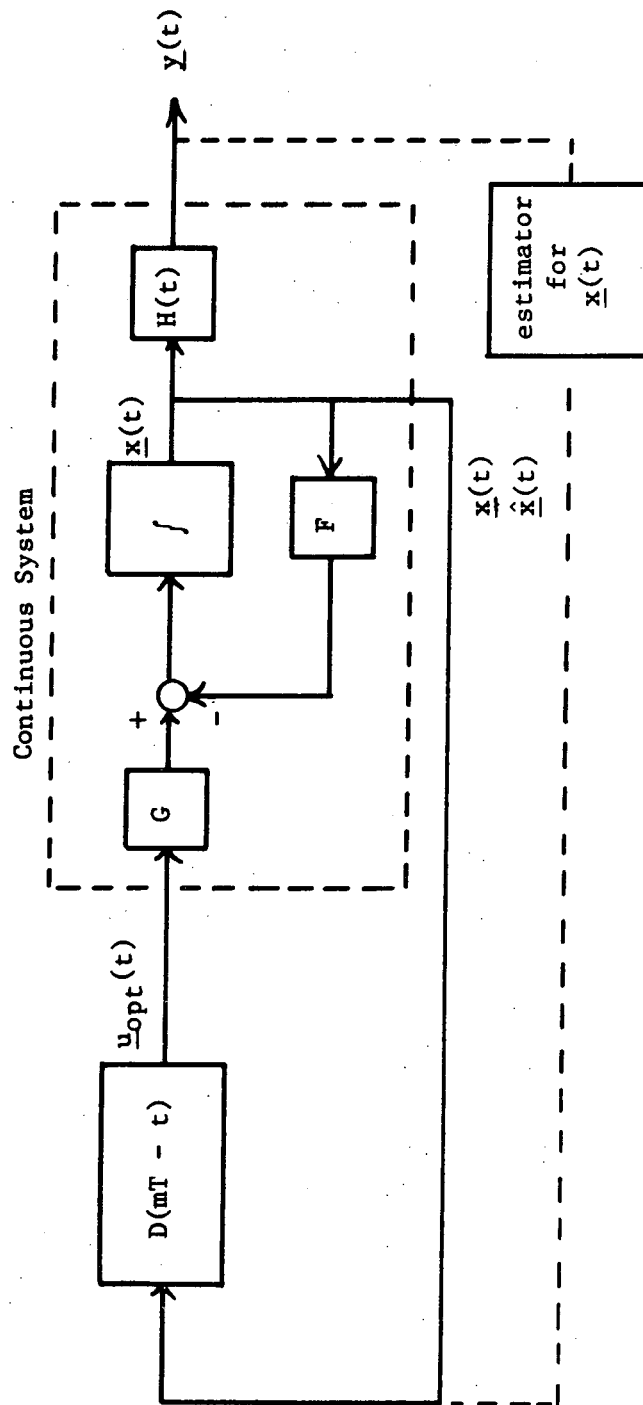 Continuous System
D(mT - t)
u_opt(t)
G
+
-
∫
x(t)
F
H(t)
y(t)
x(t)
x̂(t)
estimator
for
x(t)